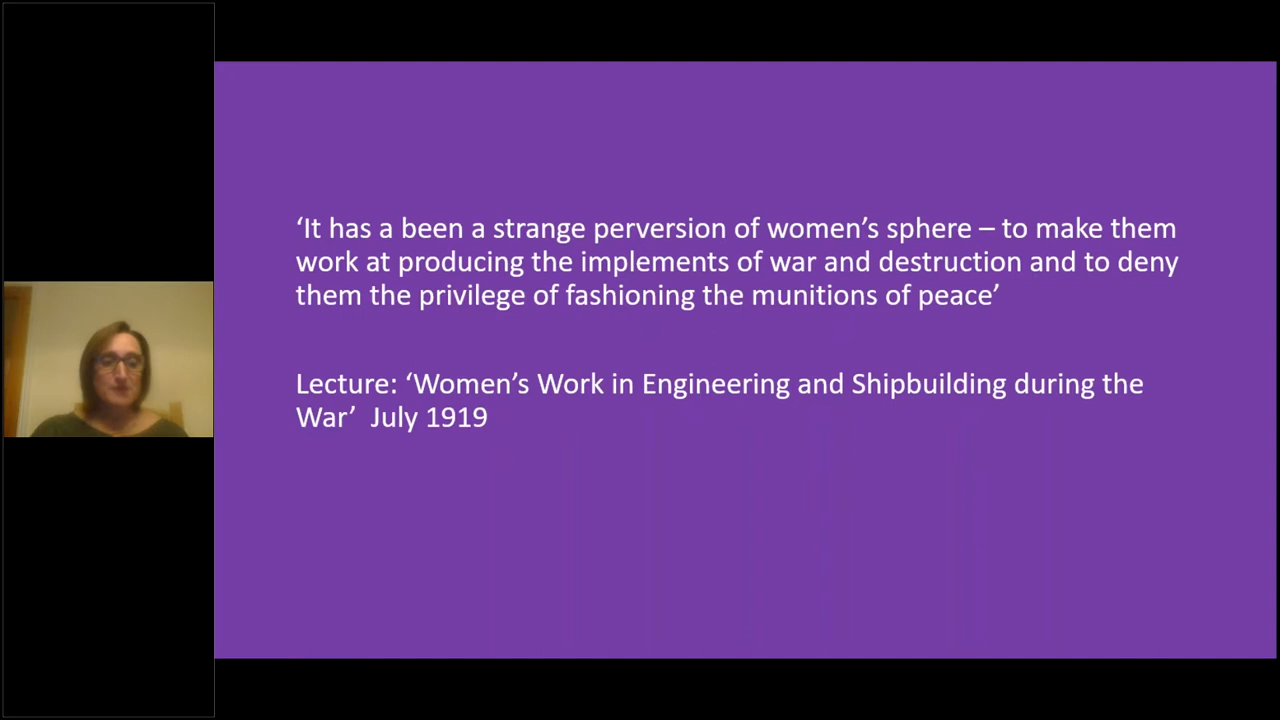 ‘It has a been a strange perversion of women’s sphere – to make them
work at producing the implements of war and destruction and to deny
them the privilege of fashioning the munitions of peace’
Lecture: ‘Women’s Work in Engineering and Shipbuilding during the
War’ July 1919